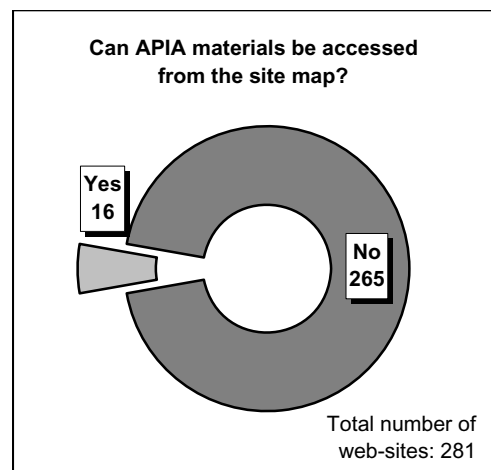 Can APIA materials be accessed
from the site map?
Yes
16
No
265
Total number of
web-sites: 281